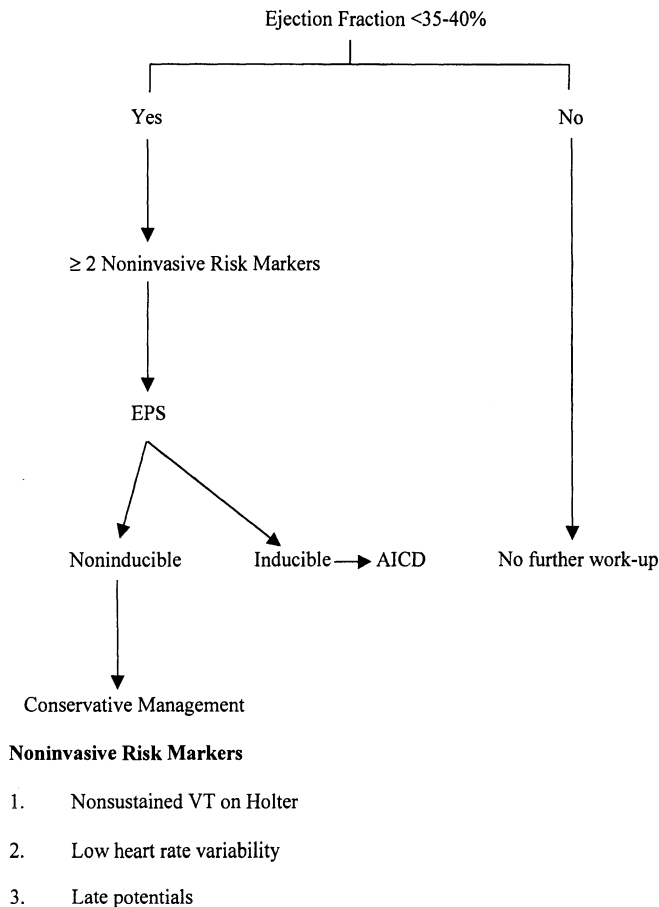 Ejection Fraction <35-40%
Yes
No
≥ 2 Noninvasive Risk Markers
EPS
Noninducible
Inducible
AICD
No further work-up
Conservative Management
Noninvasive Risk Markers
1. Nonsustained VT on Holter
2. Low heart rate variability
3. Late potentials